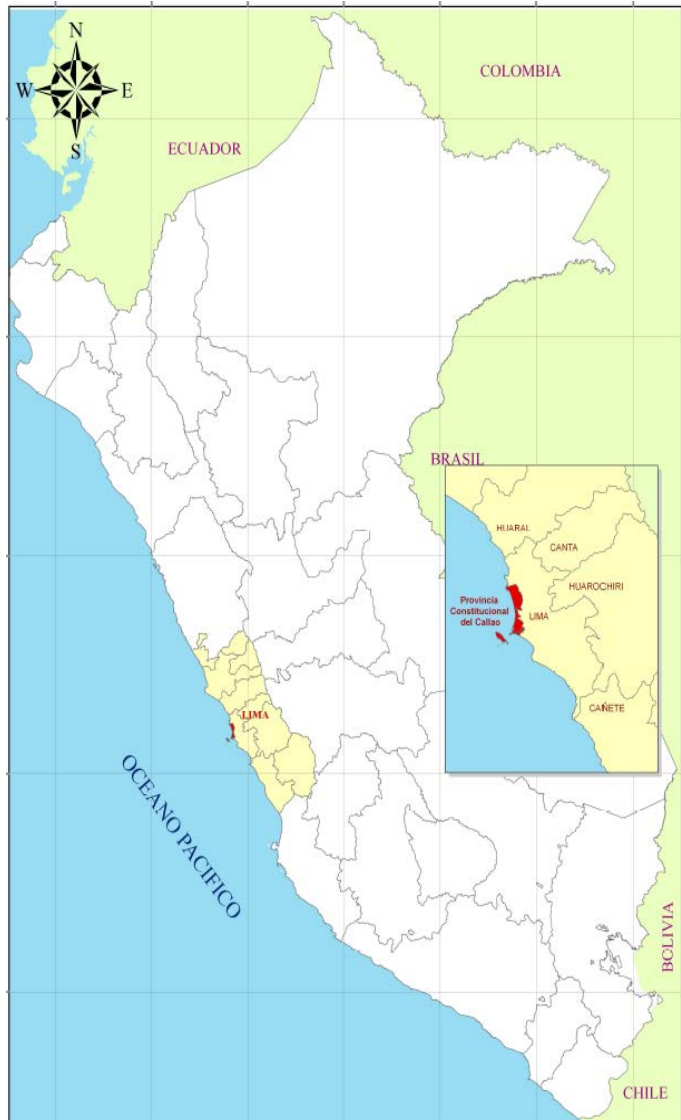 N
W
E
S
COLOMBIA
ECUADOR
BRASIL
HUARAL
CANTA
HUAROCHIRI
Provincia
Constitucional
del Callao
LIMA
CAÑETE
LIMA
OCEANO PACIFICO
BOLIVIA
CHILE